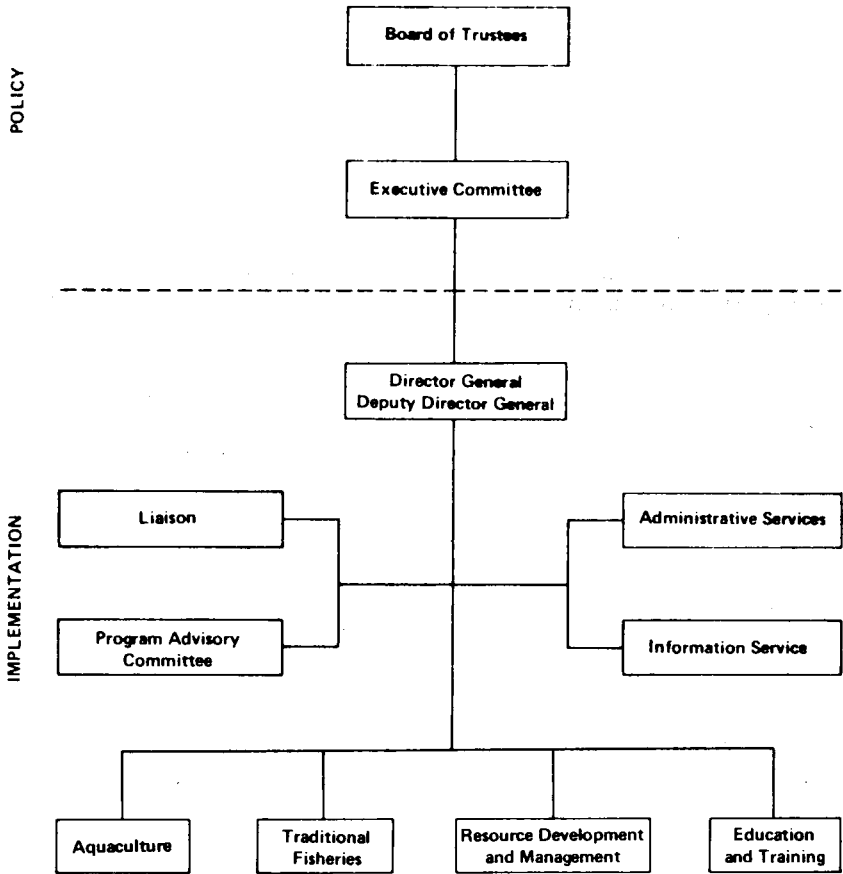 POLICY
Board of Trustees
Executive Committee
IMPLEMENTATION
Director General
Deputy Director General
Liaison
Administrative Services
Program Advisory
Committee
Information Service
Aquaculture
Traditional
Fisheries
Resource Development
and Management
Education
and Training